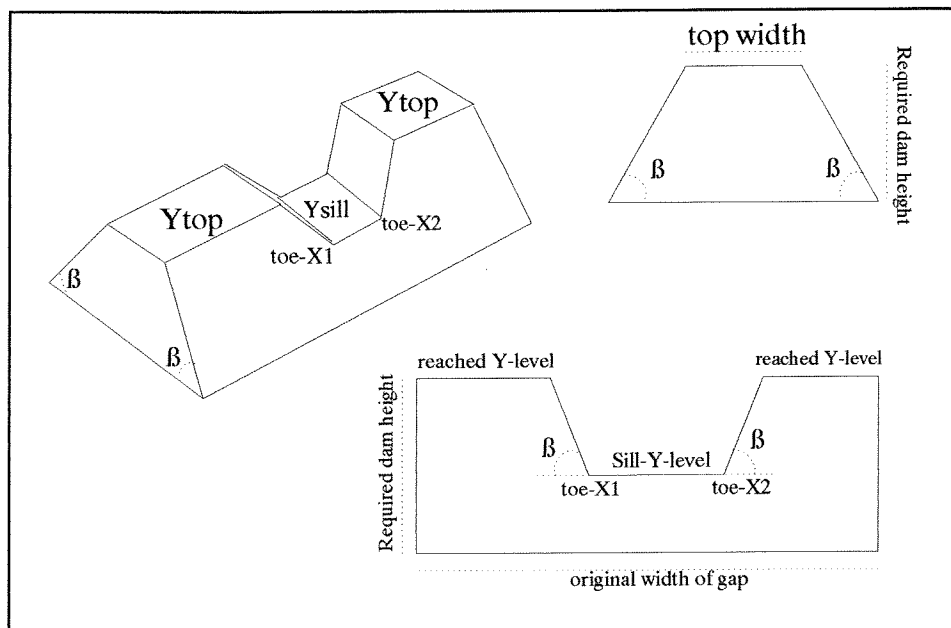 top width
Required dam height
ß
ß
Ytop
Ytop
Ysill
toe-X1
toe-X2
ß
ß
reached Y-level
reached Y-level
Required dam height
ß
ß
Sill-Y-level
toe-X1
toe-X2
original width of gap